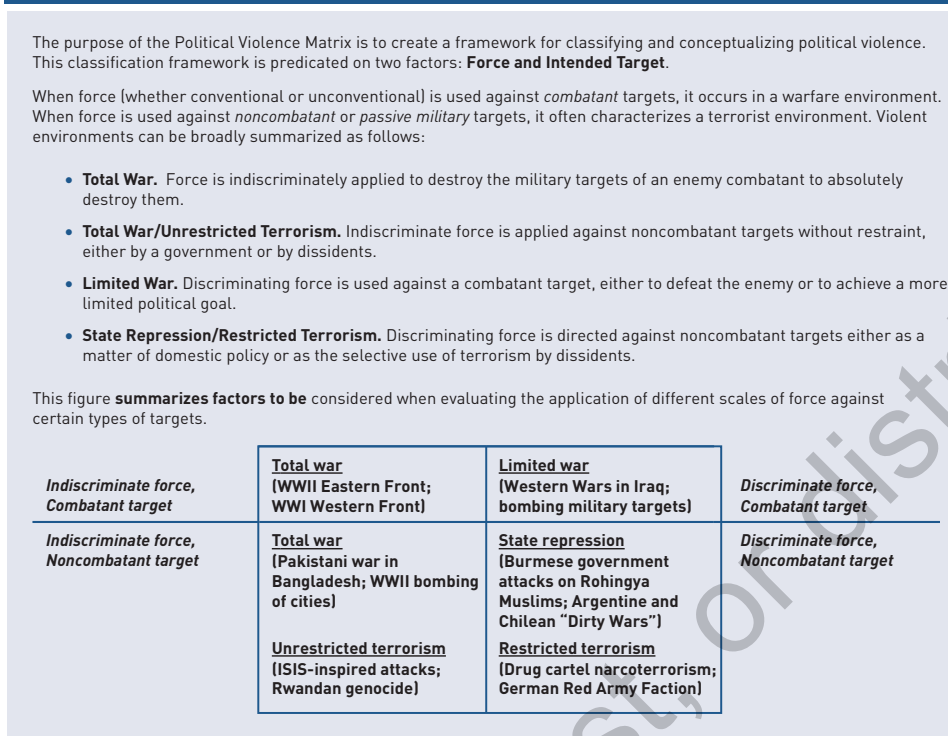 The purpose of the Political Violence Matrix is to create a framework for classifying and conceptualizing political violence.
This classification framework is predicated on two factors: Force and Intended Target.
When force (whether conventional or unconventional) is used against combatant targets, it occurs in a warfare environment.
When force is used against noncombatant or passive military targets, it often characterizes a terrorist environment. Violent
environments can be broadly summarized as follows:
• Total War. Force is indiscriminately applied to destroy the military targets of an enemy combatant to absolutely
destroy them.
• Total War/Unrestricted Terrorism. Indiscriminate force is applied against noncombatant targets without restraint,
either by a government or by dissidents.
• Limited War. Discriminating force is used against a combatant target, either to defeat the enemy or to achieve a more
limited political goal.
• State Repression/Restricted Terrorism. Discriminating force is directed against noncombatant targets either as a
matter of domestic policy or as the selective use of terrorism by dissidents.
This figure summarizes factors to be considered when evaluating the application of different scales of force against
certain types of targets.
Indiscriminate force,
Combatant target
Total war
(WWII Eastern Front;
WWI Western Front)
Limited war
(Western Wars in Iraq;
bombing military targets)
Discriminate force,
Combatant target
Indiscriminate force,
Noncombatant target
Total war
(Pakistani war in
Bangladesh; WWII bombing
of cities)
State repression
(Burmese government
attacks on Rohingya
Muslims; Argentine and
Chilean “Dirty Wars”)
Discriminate force,
Noncombatant target
Unrestricted terrorism
(ISIS-inspired attacks;
Rwandan genocide)
Restricted terrorism
(Drug cartel narcoterrorism;
German Red Army Faction)
or